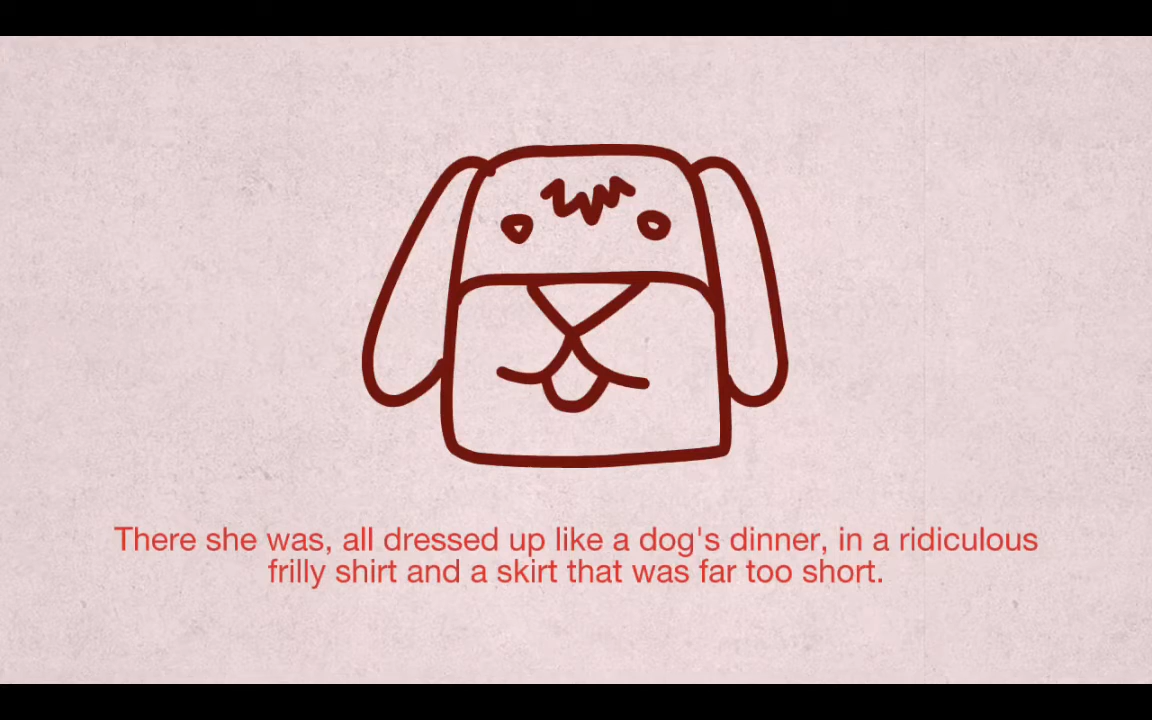 There she was, all dressed up like a dog's dinner, in a ridiculous
frilly shirt and a skirt that was far too short.